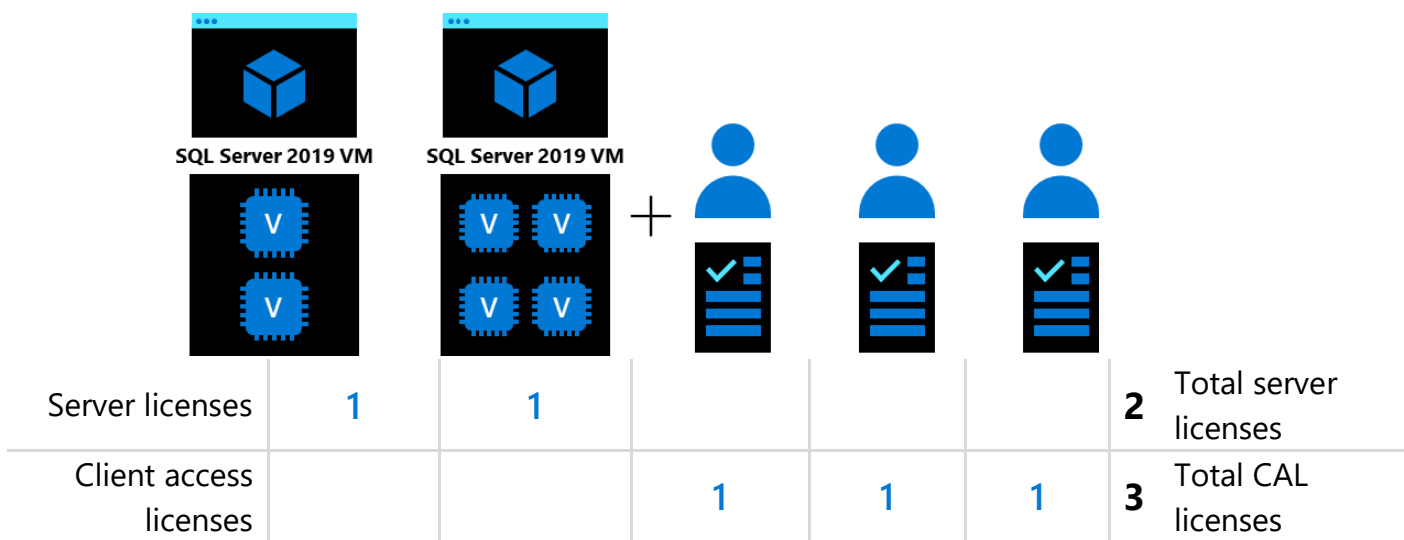 SQL Server 2019 VM SQL Server 2019 VM
V V V
V V V
Server licenses 1 1 2 Total server
licenses
Client access
licenses 1 1 1 3 Total CAL
licenses